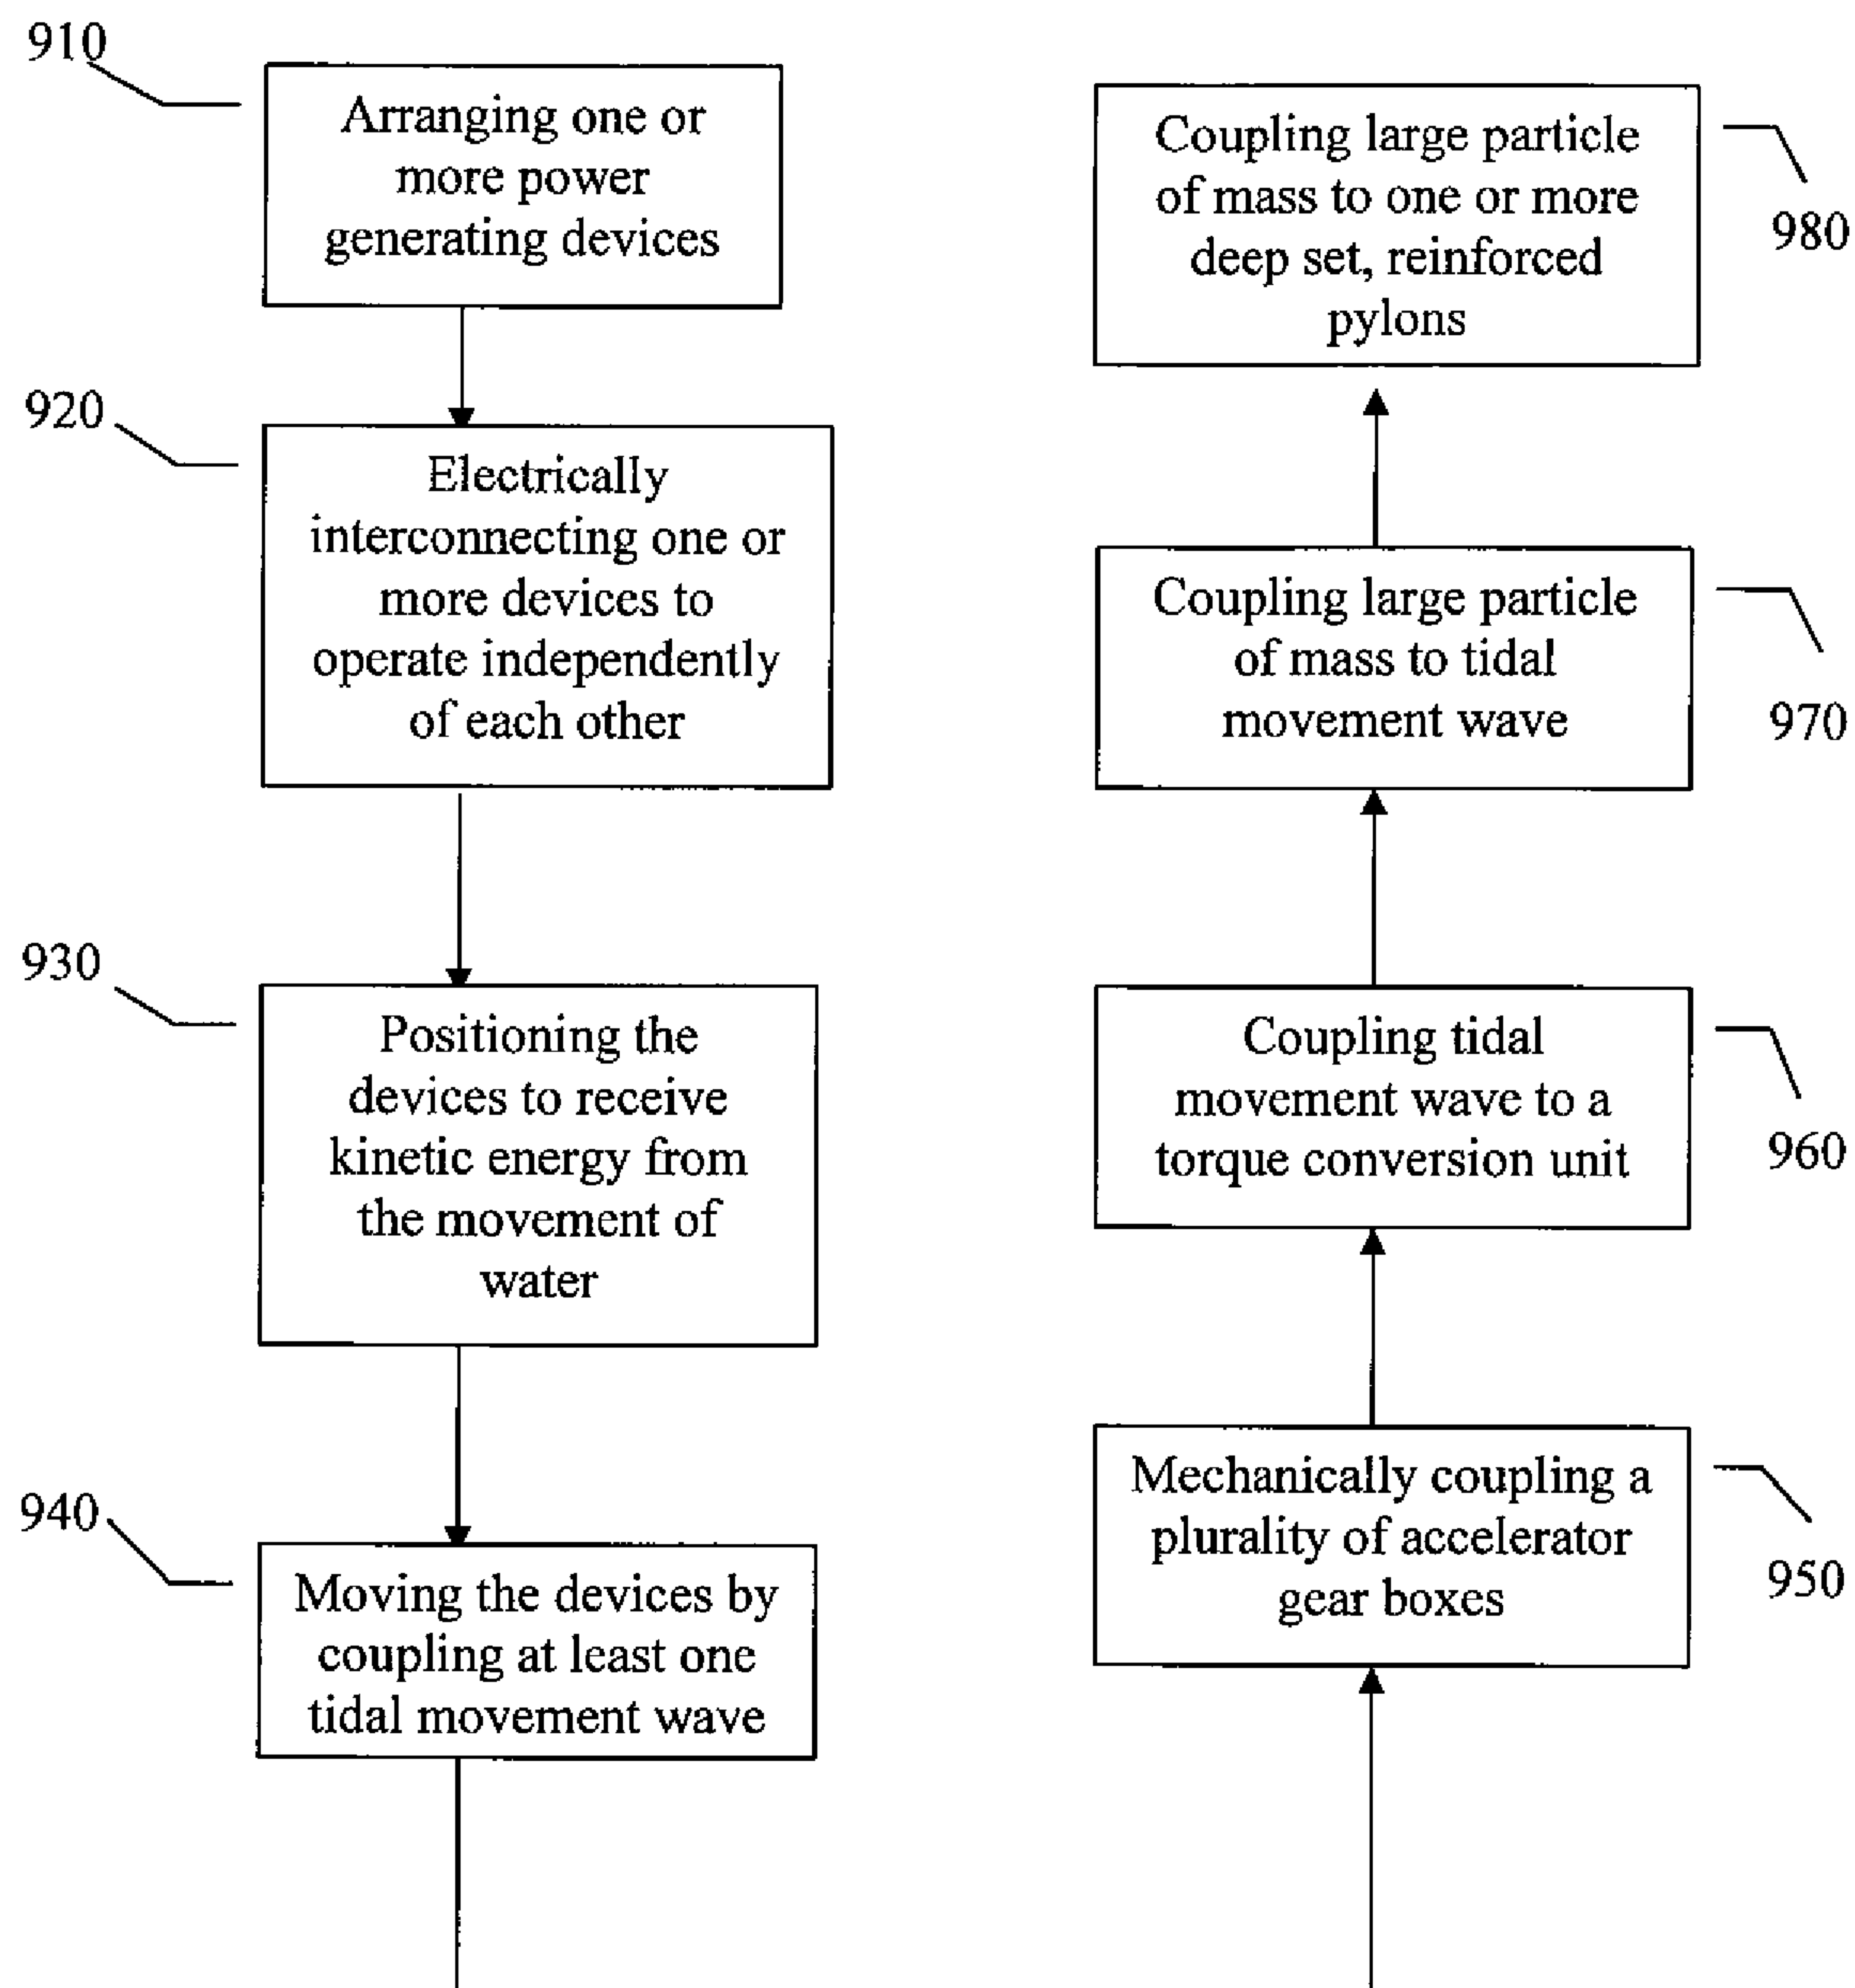 910
Arranging one or
more power
generating devices
920
Electrically
interconnecting one or
more devices to
operate independently
of each other
930
Positioning the
devices to receive
kinetic energy from
the movement of
water
940
Moving the devices by
coupling at least one
tidal movement wave
Mechanically coupling a
plurality of accelerator
gear boxes
950
Coupling tidal
movement wave to a
torque conversion unit
960
Coupling large particle
of mass to tidal
movement wave
970
Coupling large particle
of mass to one or more
deep set, reinforced
pylons
980